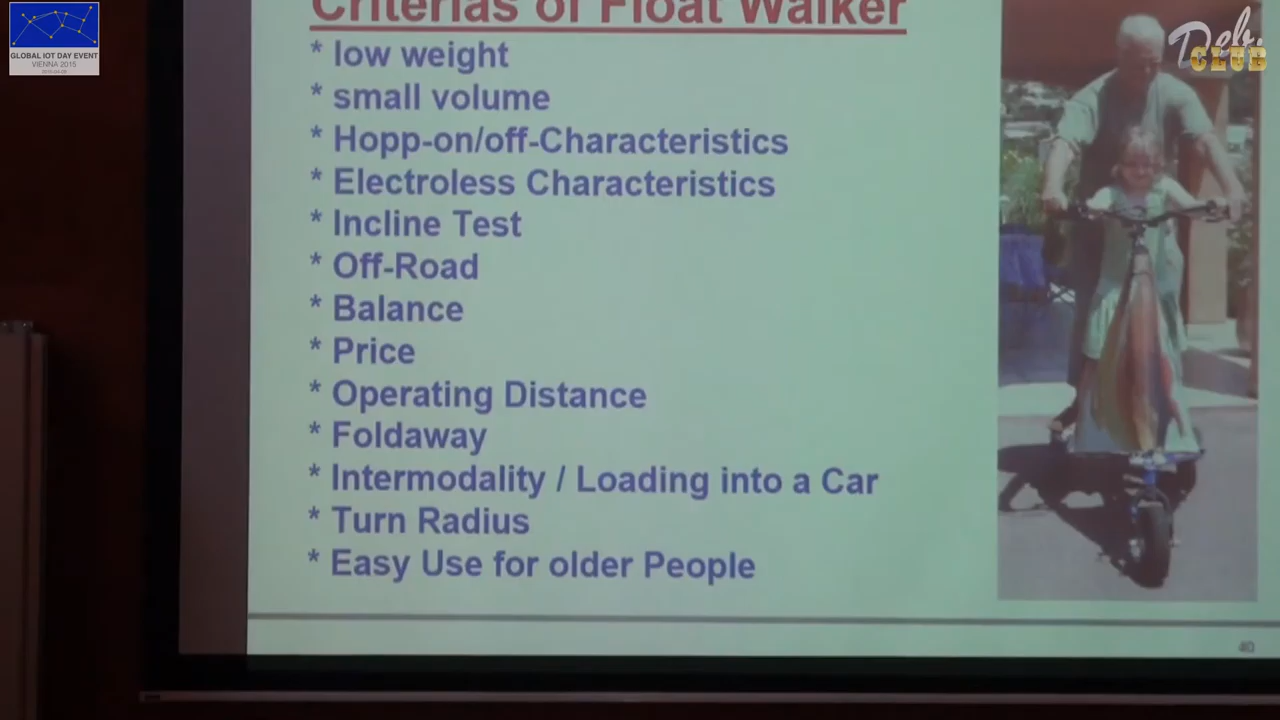 GLOBAL IOT DAY EVENT
VIENNA 2015
Deb.
CLUB
Criterias of Float Walker
* low weight
* small volume
* Hopp-on/off-Characteristics
* Electroless Characteristics
* Incline Test
* Off-Road
* Balance
* Price
* Operating Distance
* Foldaway
* Intermodality / Loading into a Car
* Turn Radius
* Easy Use for older People
40